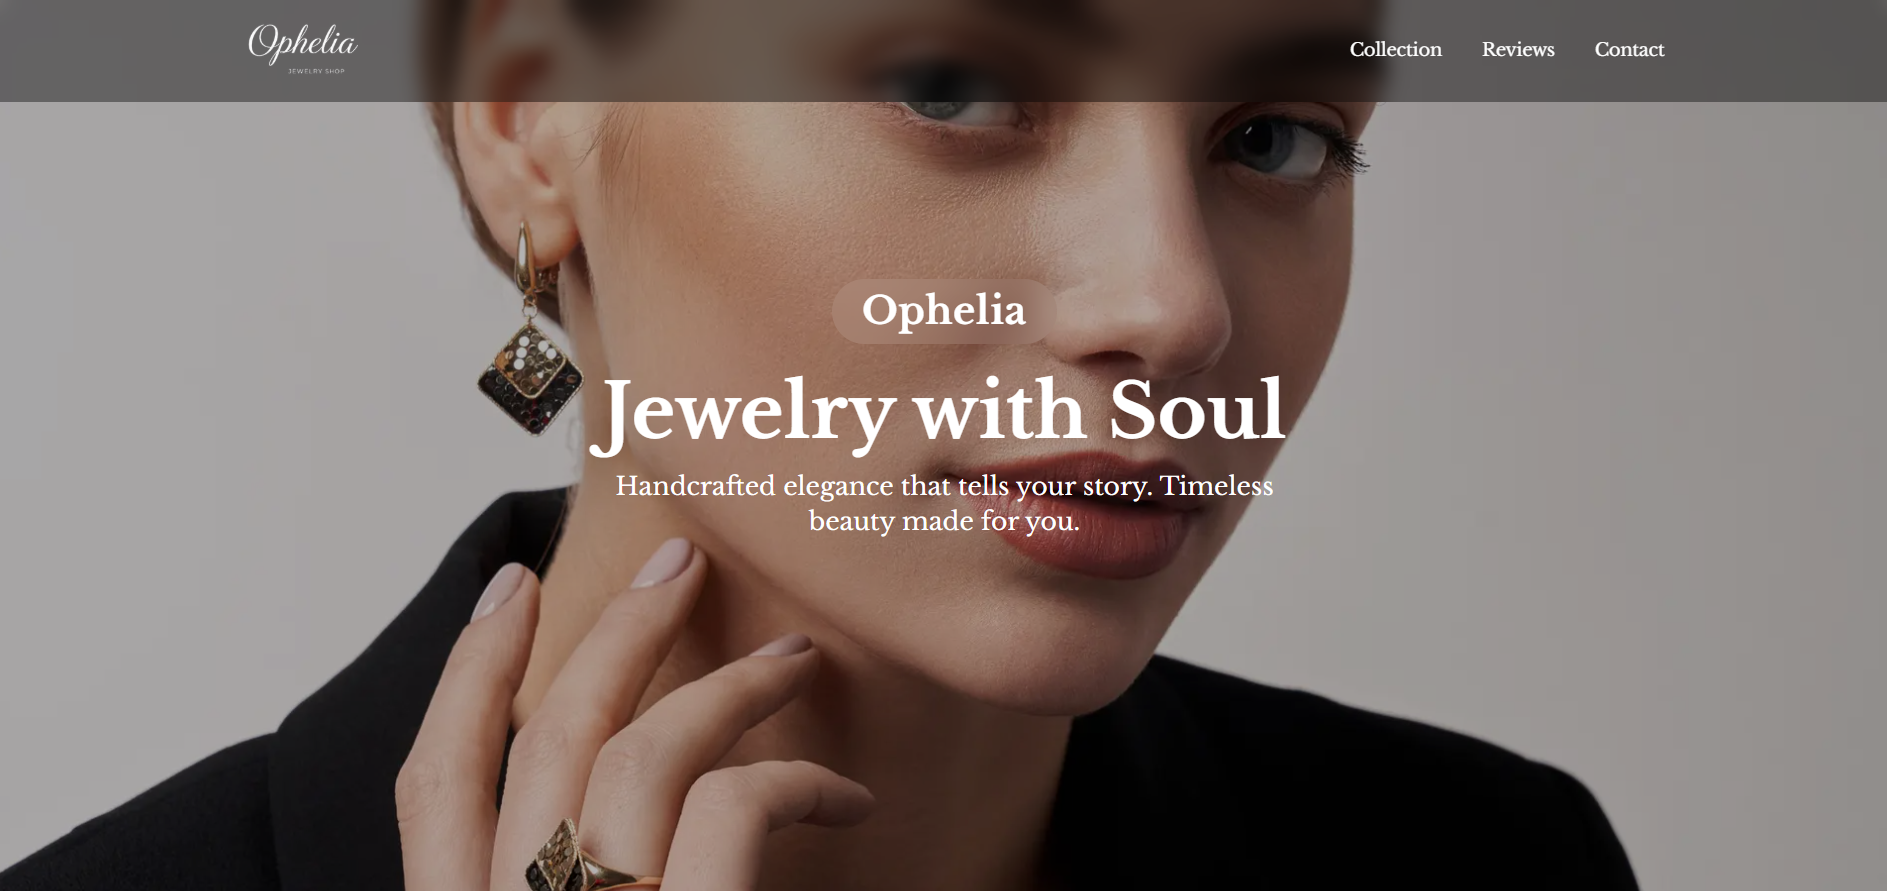 Ophelia
JEWELRY SHOP
Collection
Reviews
Contact
Ophelia
Jewelry with Soul
Handcrafted elegance that tells your story. Timeless
beauty made for you.